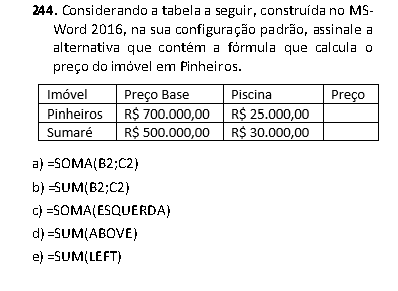 244. Considerando a tabela a seguir, construída no MS-
Word 2016, na sua configuração padrão, assinale a
alternativa que contém a fórmula que calcula o
preço do imóvel em Pinheiros.
Imóvel Preço Base Piscina Preço
Pinheiros R$ 700.000,00 R$ 25.000,00
Sumaré R$ 500.000,00 R$ 30.000,00
a) =SOMA(B2;C2)
b) =SUM(B2;C2)
c) =SOMA(ESQUERDA)
d) =SUM(ABOVE)
e) =SUM(LEFT)